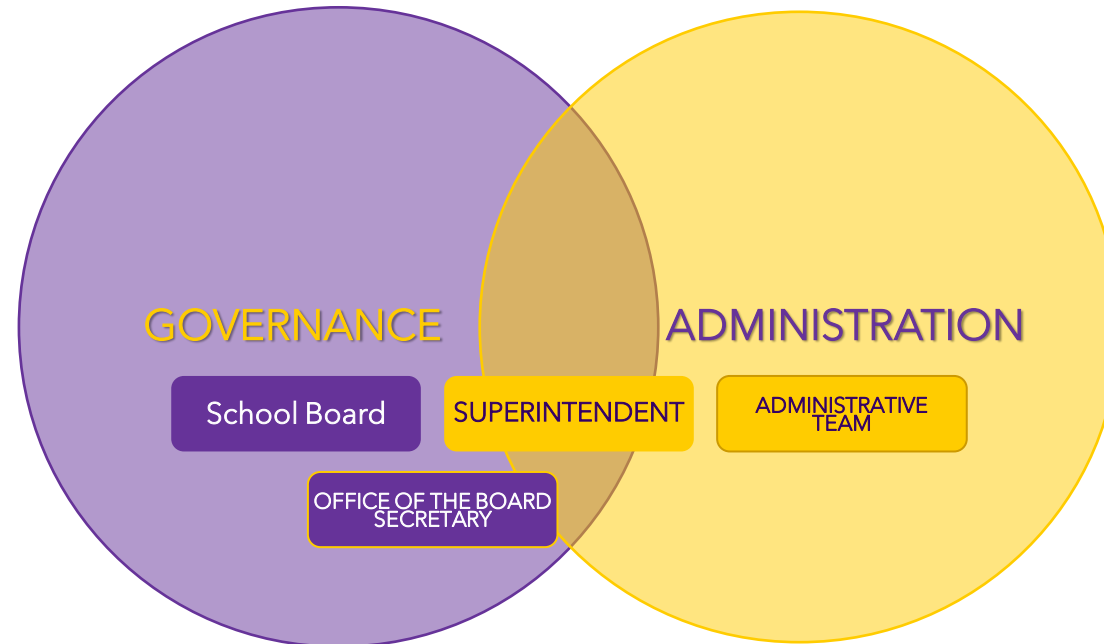 GOVERNANCE
ADMINISTRATION
School Board
SUPERINTENDENT
ADMINISTRATIVE
TEAM
OFFICE OF THE BOARD
SECRETARY